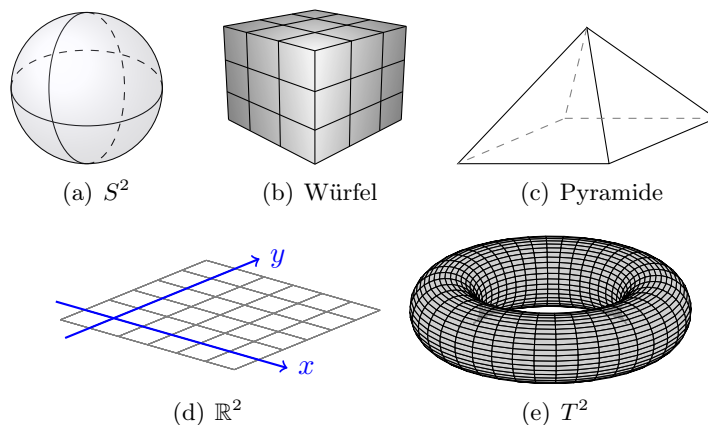 (a) S²
(b) Würfel
(c) Pyramide
y
x
(d) ℝ²
(e) T²